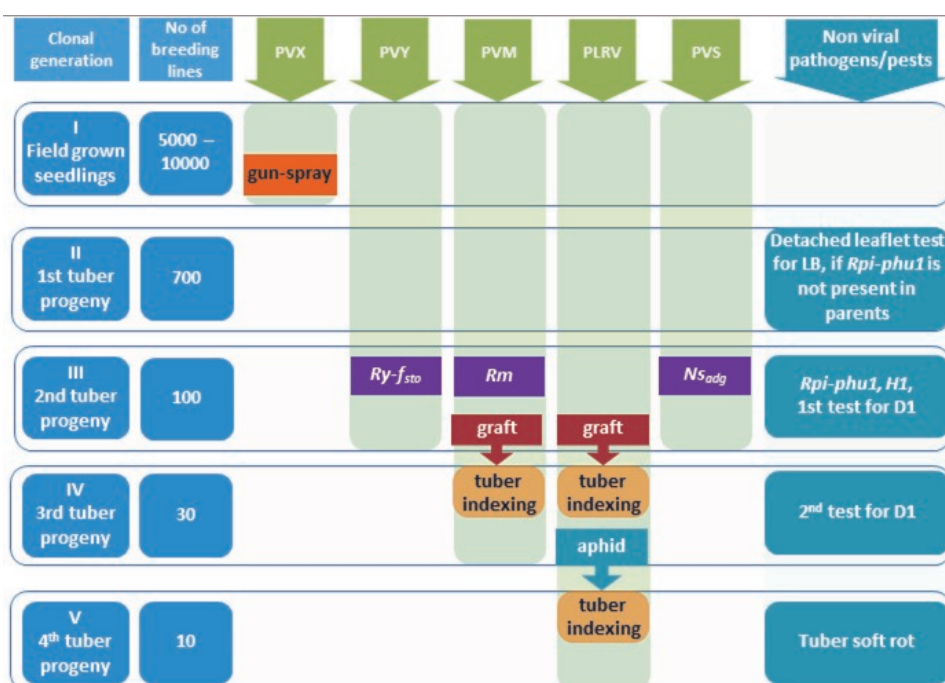 Clonal
generation
No of
breeding
lines
PVX
PVY
PVM
PLRV
PVS
Non viral
pathogens/pests
I
Field grown
seedlings
5000 –
10000
gun-spray
II
1st tuber
progeny
700
Detached leaflet test
for LB, if Rpi-phu1 is
not present in
parents
III
2nd tuber
progeny
100
Ry-fsto
Rm
Nsadg
Rpi-phu1, H1,
1st test for D1
graft
graft
IV
3rd tuber
progeny
30
tuber
indexing
tuber
indexing
2nd test for D1
aphid
V
4th tuber
progeny
10
tuber
indexing
Tuber soft rot